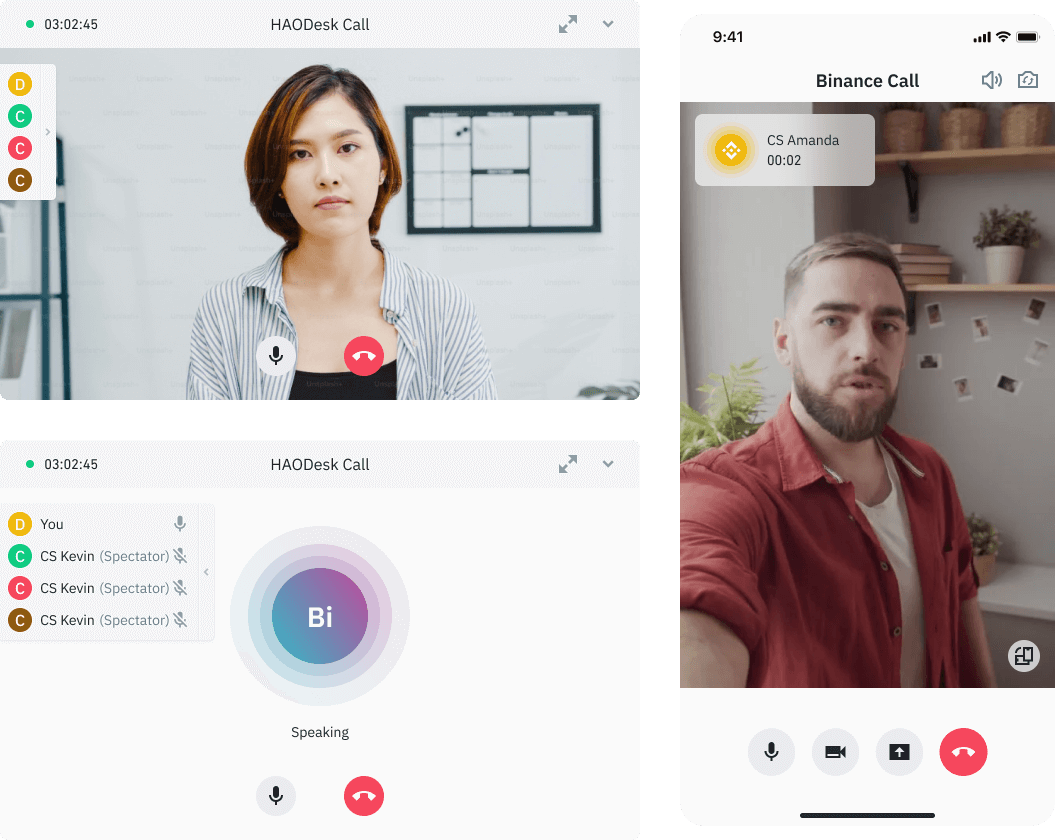 03:02:45 HAODesk Call
D
C
C
C
Unsplash+
03:02:45 HAODesk Call
D You
C CS Kevin (Spectator)
C CS Kevin (Spectator)
C CS Kevin (Spectator)
Bi
Speaking
9:41
Binance Call
CS Amanda
00:02